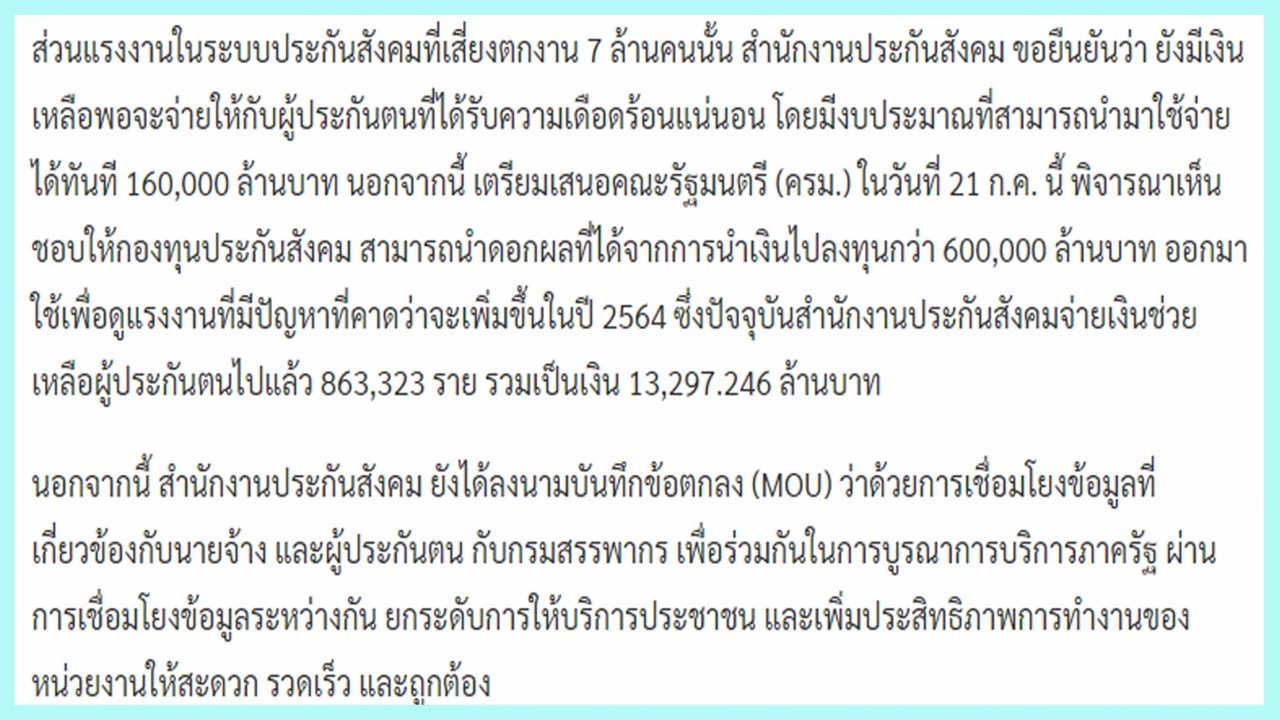 ส่วนแรงงานในระบบประกันสังคมที่เสี่ยงตกงาน 7 ล้านคนนั้น สำนักงานประกันสังคม ขอยืนยันว่า ยังมีเงิน
เหลือพอจะจ่ายให้กับผู้ประกันตนที่ได้รับความเดือดร้อนแน่นอน โดยมีงบประมาณที่สามารถนำมาใช้จ่าย
ได้ทันที 160,000 ล้านบาท นอกจากนี้ เตรียมเสนอคณะรัฐมนตรี (ครม.) ในวันที่ 21 ก.ค. นี้ พิจารณาเห็น
ชอบให้กองทุนประกันสังคม สามารถนำดอกผลที่ได้จากการนำเงินไปลงทุนกว่า 600,000 ล้านบาท ออกมา
ใช้เพื่อดูแรงงานที่มีปัญหาที่คาดว่าจะเพิ่มขึ้นในปี 2564 ซึ่งปัจจุบันสำนักงานประกันสังคมจ่ายเงินช่วย
เหลือผู้ประกันตนไปแล้ว 863,323 ราย รวมเป็นเงิน 13,297.246 ล้านบาท
นอกจากนี้ สำนักงานประกันสังคม ยังได้ลงนามบันทึกข้อตกลง (MOU) ว่าด้วยการเชื่อมโยงข้อมูลที่
เกี่ยวข้องกับนายจ้าง และผู้ประกันตน กับกรมสรรพากร เพื่อร่วมกันในการบูรณาการบริการภาครัฐ ผ่าน
การเชื่อมโยงข้อมูลระหว่างกัน ยกระดับการให้บริการประชาชน และเพิ่มประสิทธิภาพการทำงานของ
หน่วยงานให้สะดวก รวดเร็ว และถูกต้อง